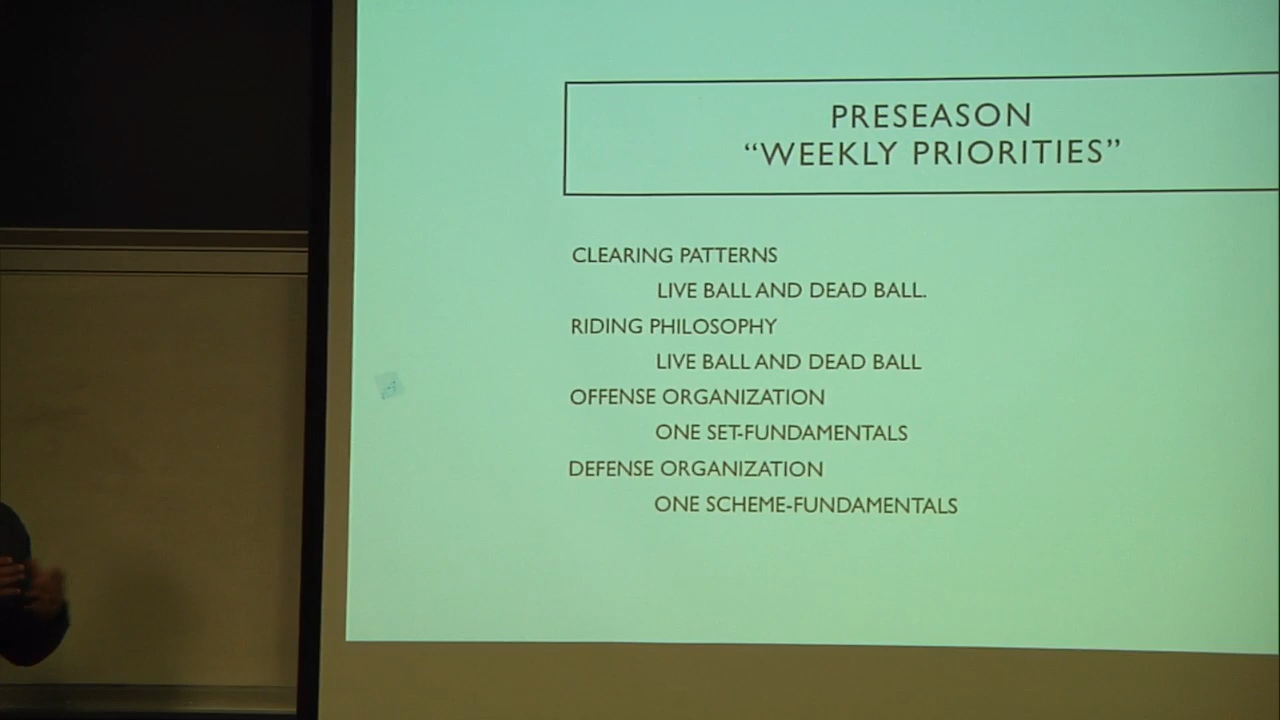 PRESEASON
“WEEKLY PRIORITIES”
CLEARING PATTERNS
LIVE BALL AND DEAD BALL.
RIDING PHILOSOPHY
LIVE BALL AND DEAD BALL
OFFENSE ORGANIZATION
ONE SET-FUNDAMENTALS
DEFENSE ORGANIZATION
ONE SCHEME-FUNDAMENTALS